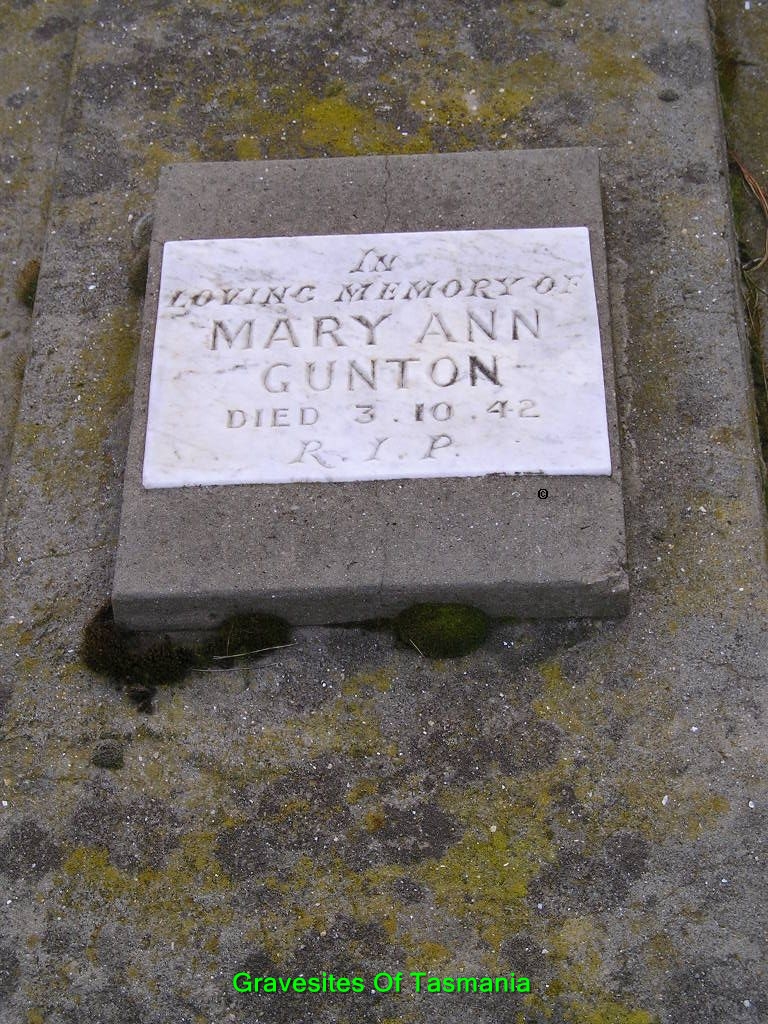 IN
LOVING MEMORY OF
MARY ANN
GUNTON
DIED 3.10.42
R.I.P.
©
Gravesites Of Tasmania